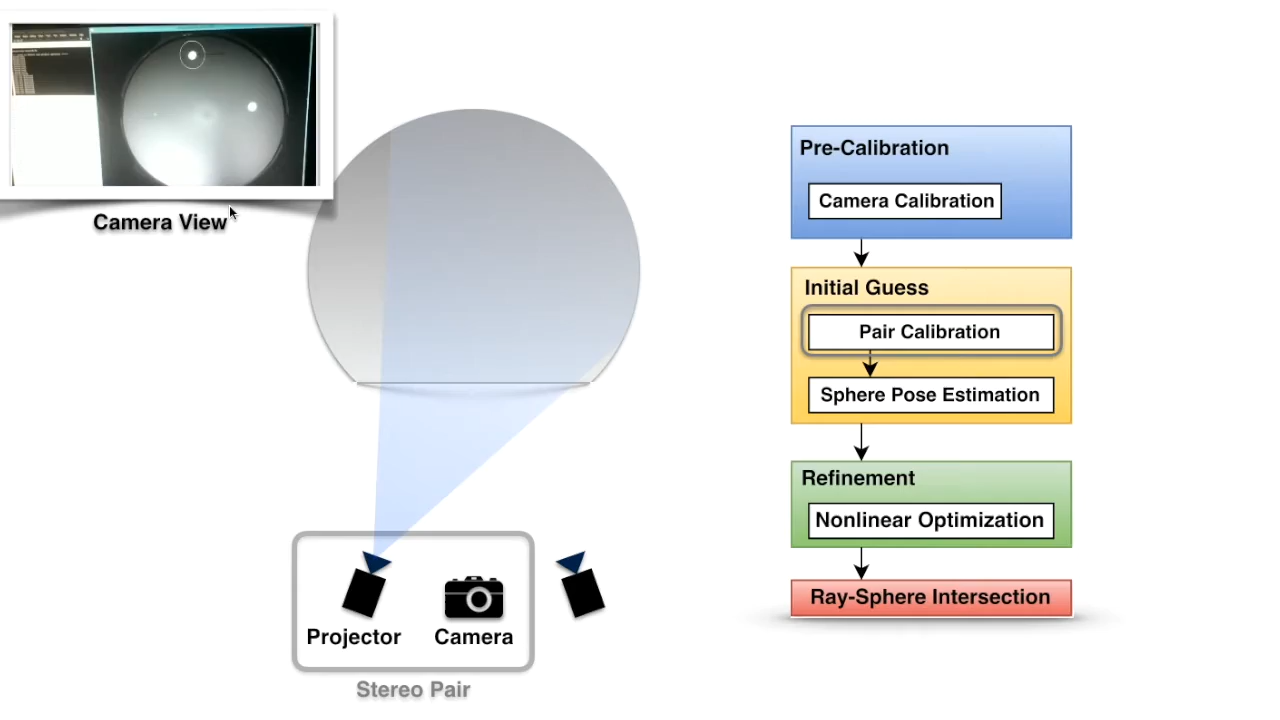 Camera View
Projector
Camera
Stereo Pair
Pre-Calibration
Camera Calibration
Initial Guess
Pair Calibration
Sphere Pose Estimation
Refinement
Nonlinear Optimization
Ray-Sphere Intersection